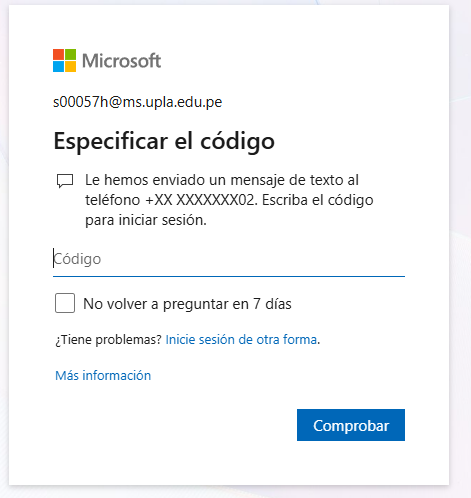 Microsoft
s00057h@ms.upla.edu.pe
Especificar el código
Le hemos enviado un mensaje de texto al
teléfono +XX XXXXXXX02. Escriba el código
para iniciar sesión.
Código
No volver a preguntar en 7 días
¿Tiene problemas? Inicie sesión de otra forma.
Más información
Comprobar